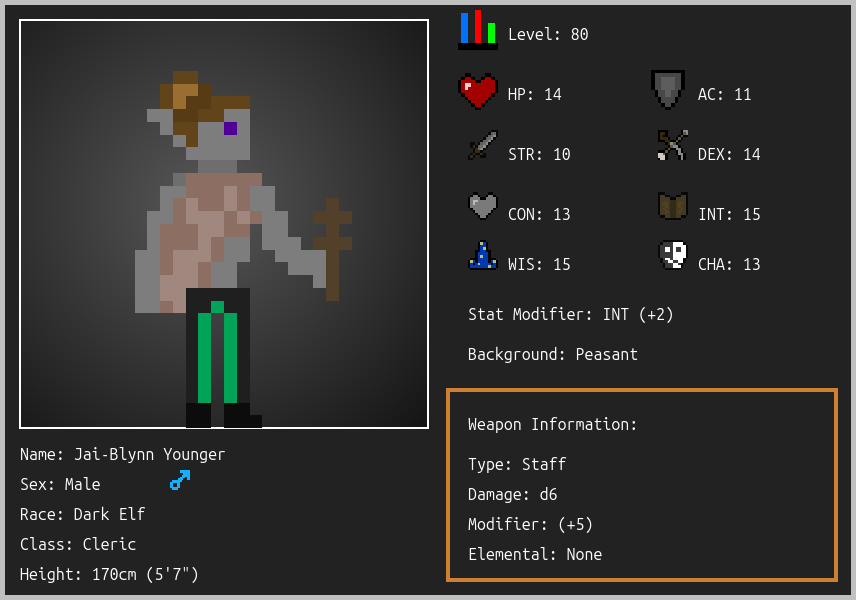 Level: 80
HP: 14
AC: 11
STR: 10
DEX: 14
CON: 13
INT: 15
WIS: 15
CHA: 13
Stat Modifier: INT (+2)
Background: Peasant
Weapon Information:
Type: Staff
Damage: d6
Modifier: (+5)
Elemental: None
Name: Jai-Blynn Younger
Sex: Male
Race: Dark Elf
Class: Cleric
Height: 170cm (5'7")